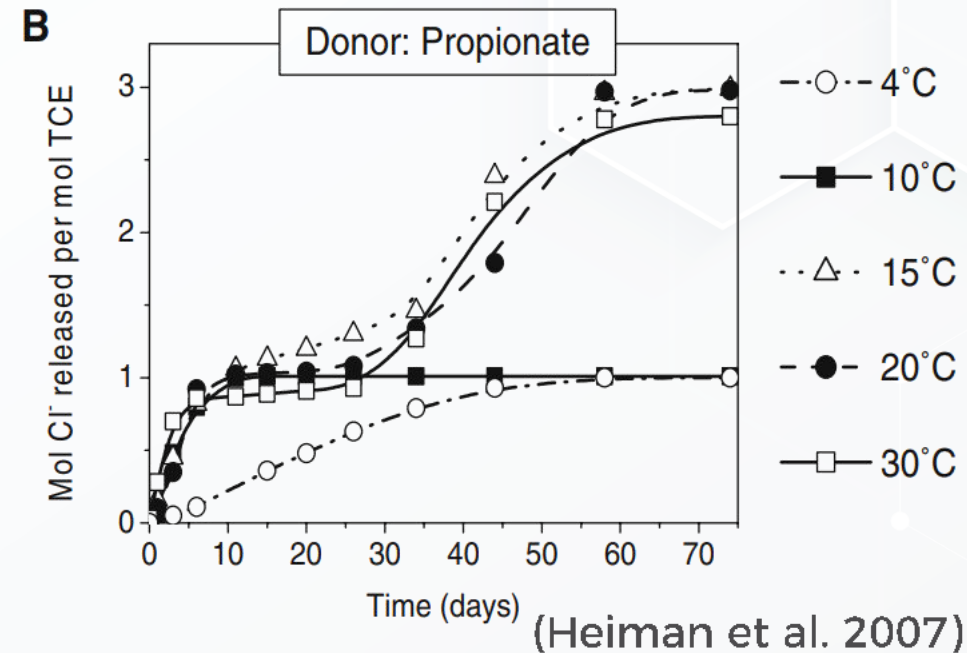 B
Donor: Propionate
Mol Cl⁻ released per mol TCE
3
2
1
0
0 10 20 30 40 50 60 70
Time (days)
4°C
10°C
15°C
20°C
30°C
(Heiman et al. 2007)